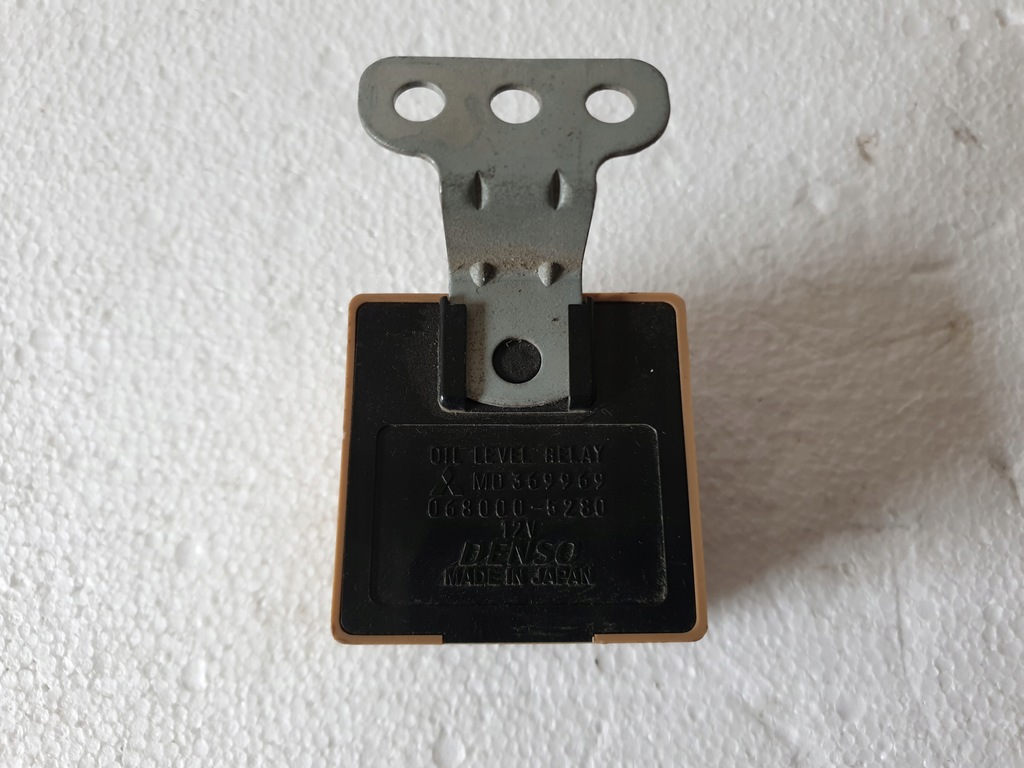 OIL LEVEL RELAY
MD369969
068000-5280
12V
DENSO
MADE IN JAPAN